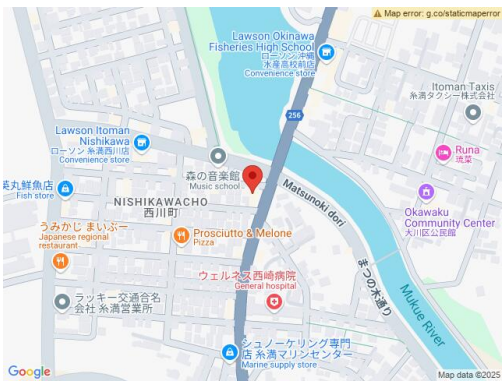 Map error: g.co/staticmaperror
Lawson Okinawa
Fisheries High School
ローソン 沖縄
水産高校前店
Convenience store
Itoman Taxis
糸満タクシー株式会社
256
Lawson Itoman
Nishikawa
ローソン 糸満西川店
Convenience store
森の音楽館
Music school
Runa
琉菜
英丸鮮魚店
Fish store
NISHIKAWACHO
西川町
Matsunoki dori
まつの木通り
Okawaku
Community Center
大川区公民館
うみかじ まいぶー
Japanese regional
restaurant
Prosciutto & Melone
Pizza
ウェルネス西崎病院
General hospital
Mukue River
ラッキー交通合名
会社 糸満営業所
シュノーケリング専門
店 糸満マリンセンター
Marine supply store
Google
Map data ©2025